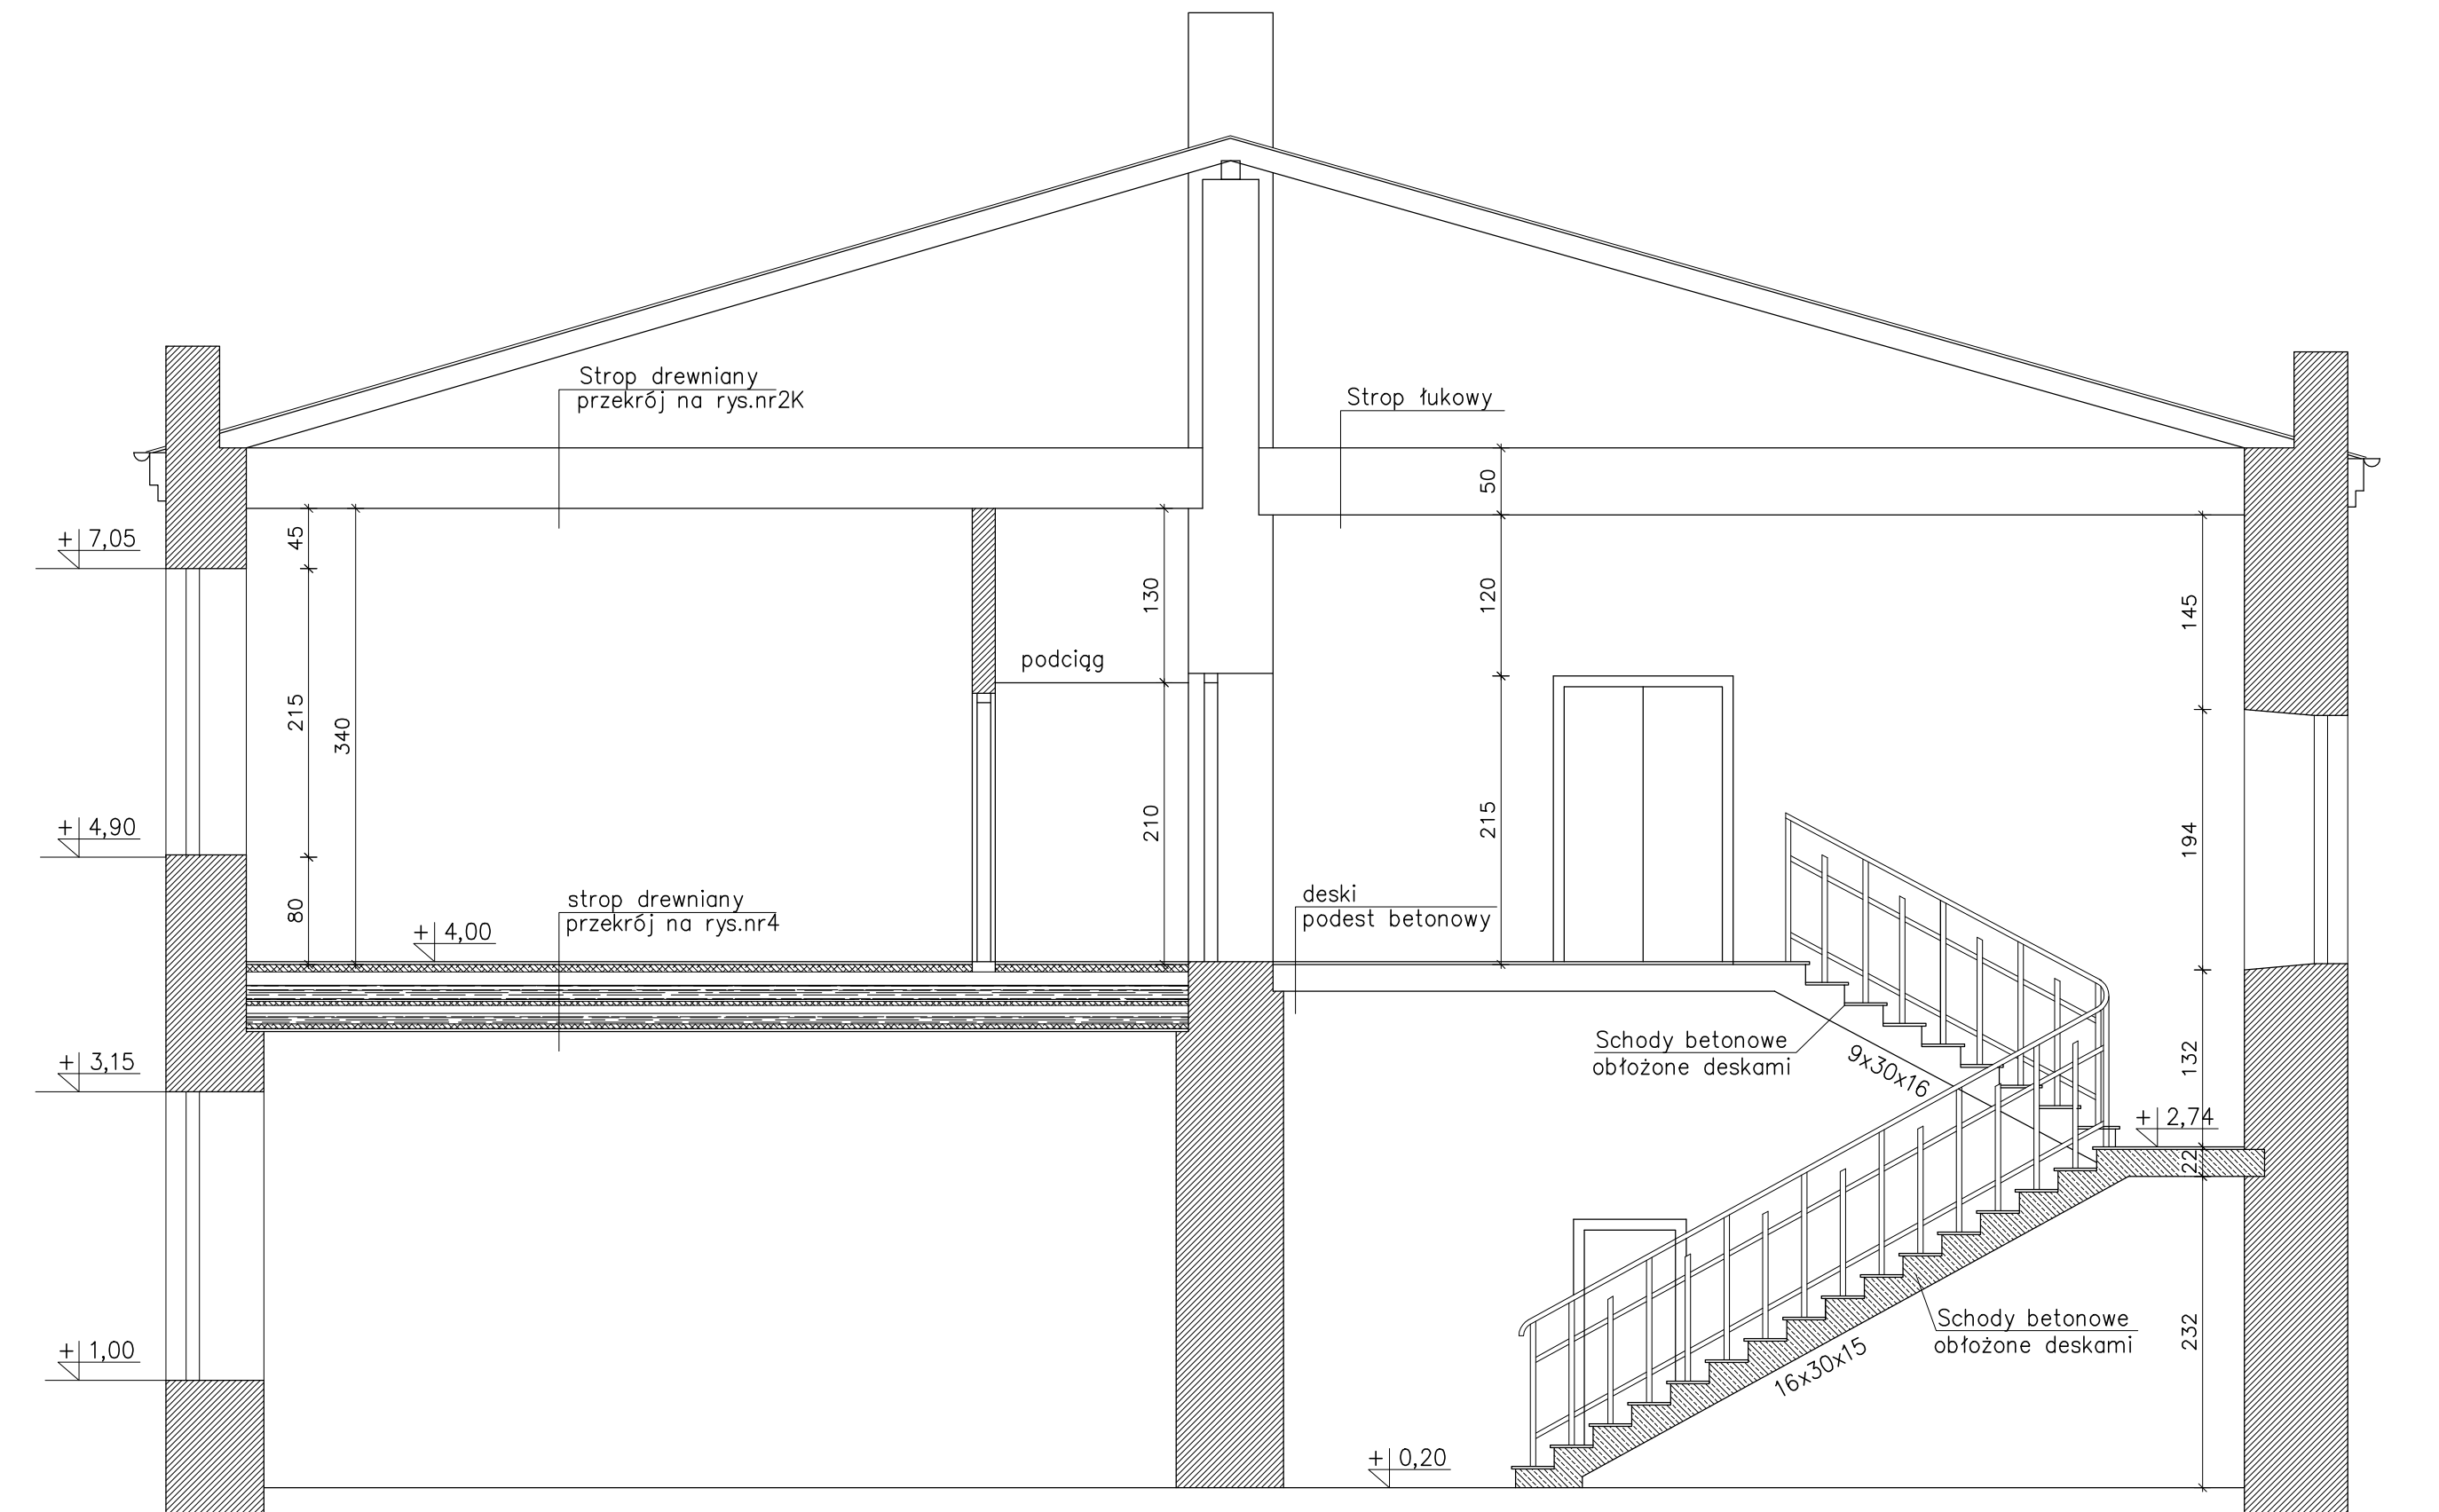 Strop drewniany
przekrój na rys.nr2K
Strop łukowy
50
45
+ 7,05
130
120
145
podciąg
215
340
210
215
194
+ 4,90
80
strop drewniany
przekrój na rys.nr4
deski
podest betonowy
+ 4,00
Schody betonowe
obłożone deskami
9x30x16
132
+ 3,15
+ 2,74
22
Schody betonowe
obłożone deskami
232
+ 1,00
16x30x15
+ 0,20